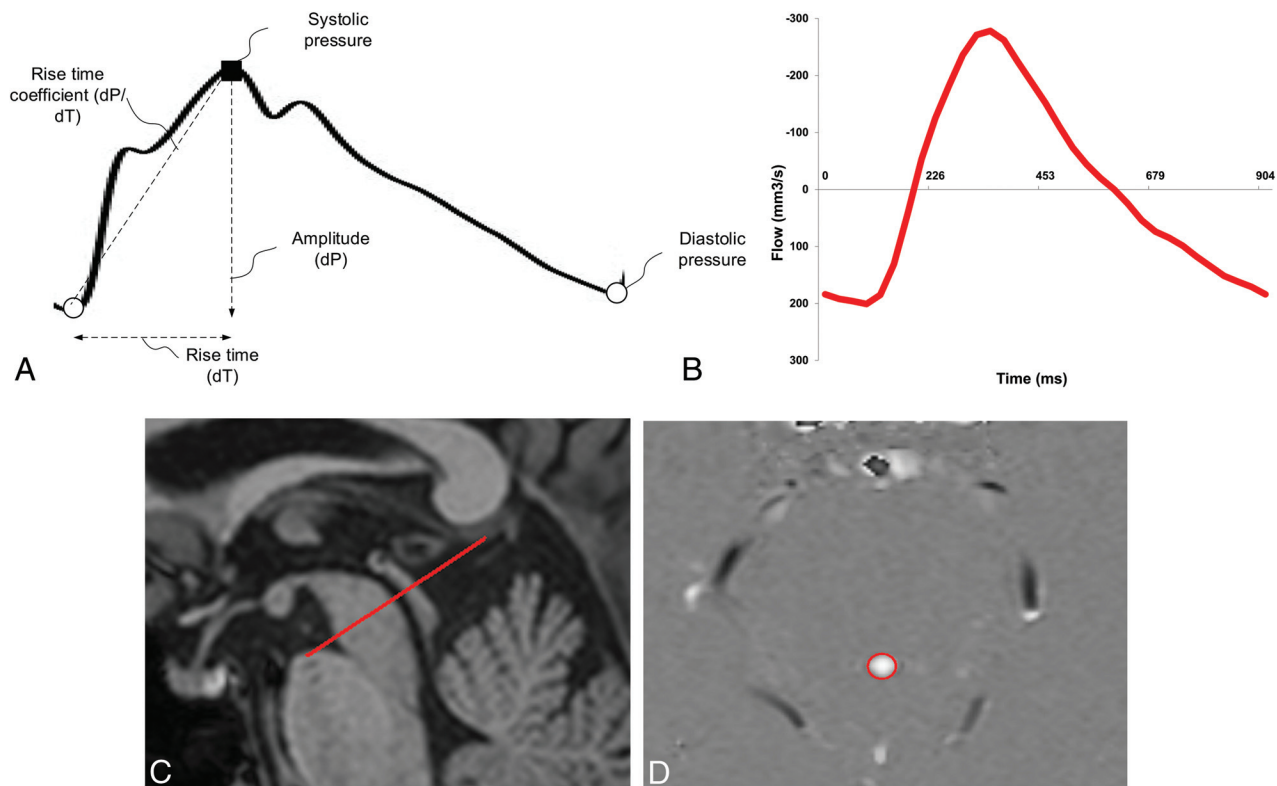 Systolic
pressure
Rise time
coefficient (dP/
dT)
Amplitude
(dP)
Diastolic
pressure
Rise time
(dT)
A
-300
-200
-100
0
100
200
300
0
226
453
679
904
Flow (mm3/s)
Time (ms)
B
C
D